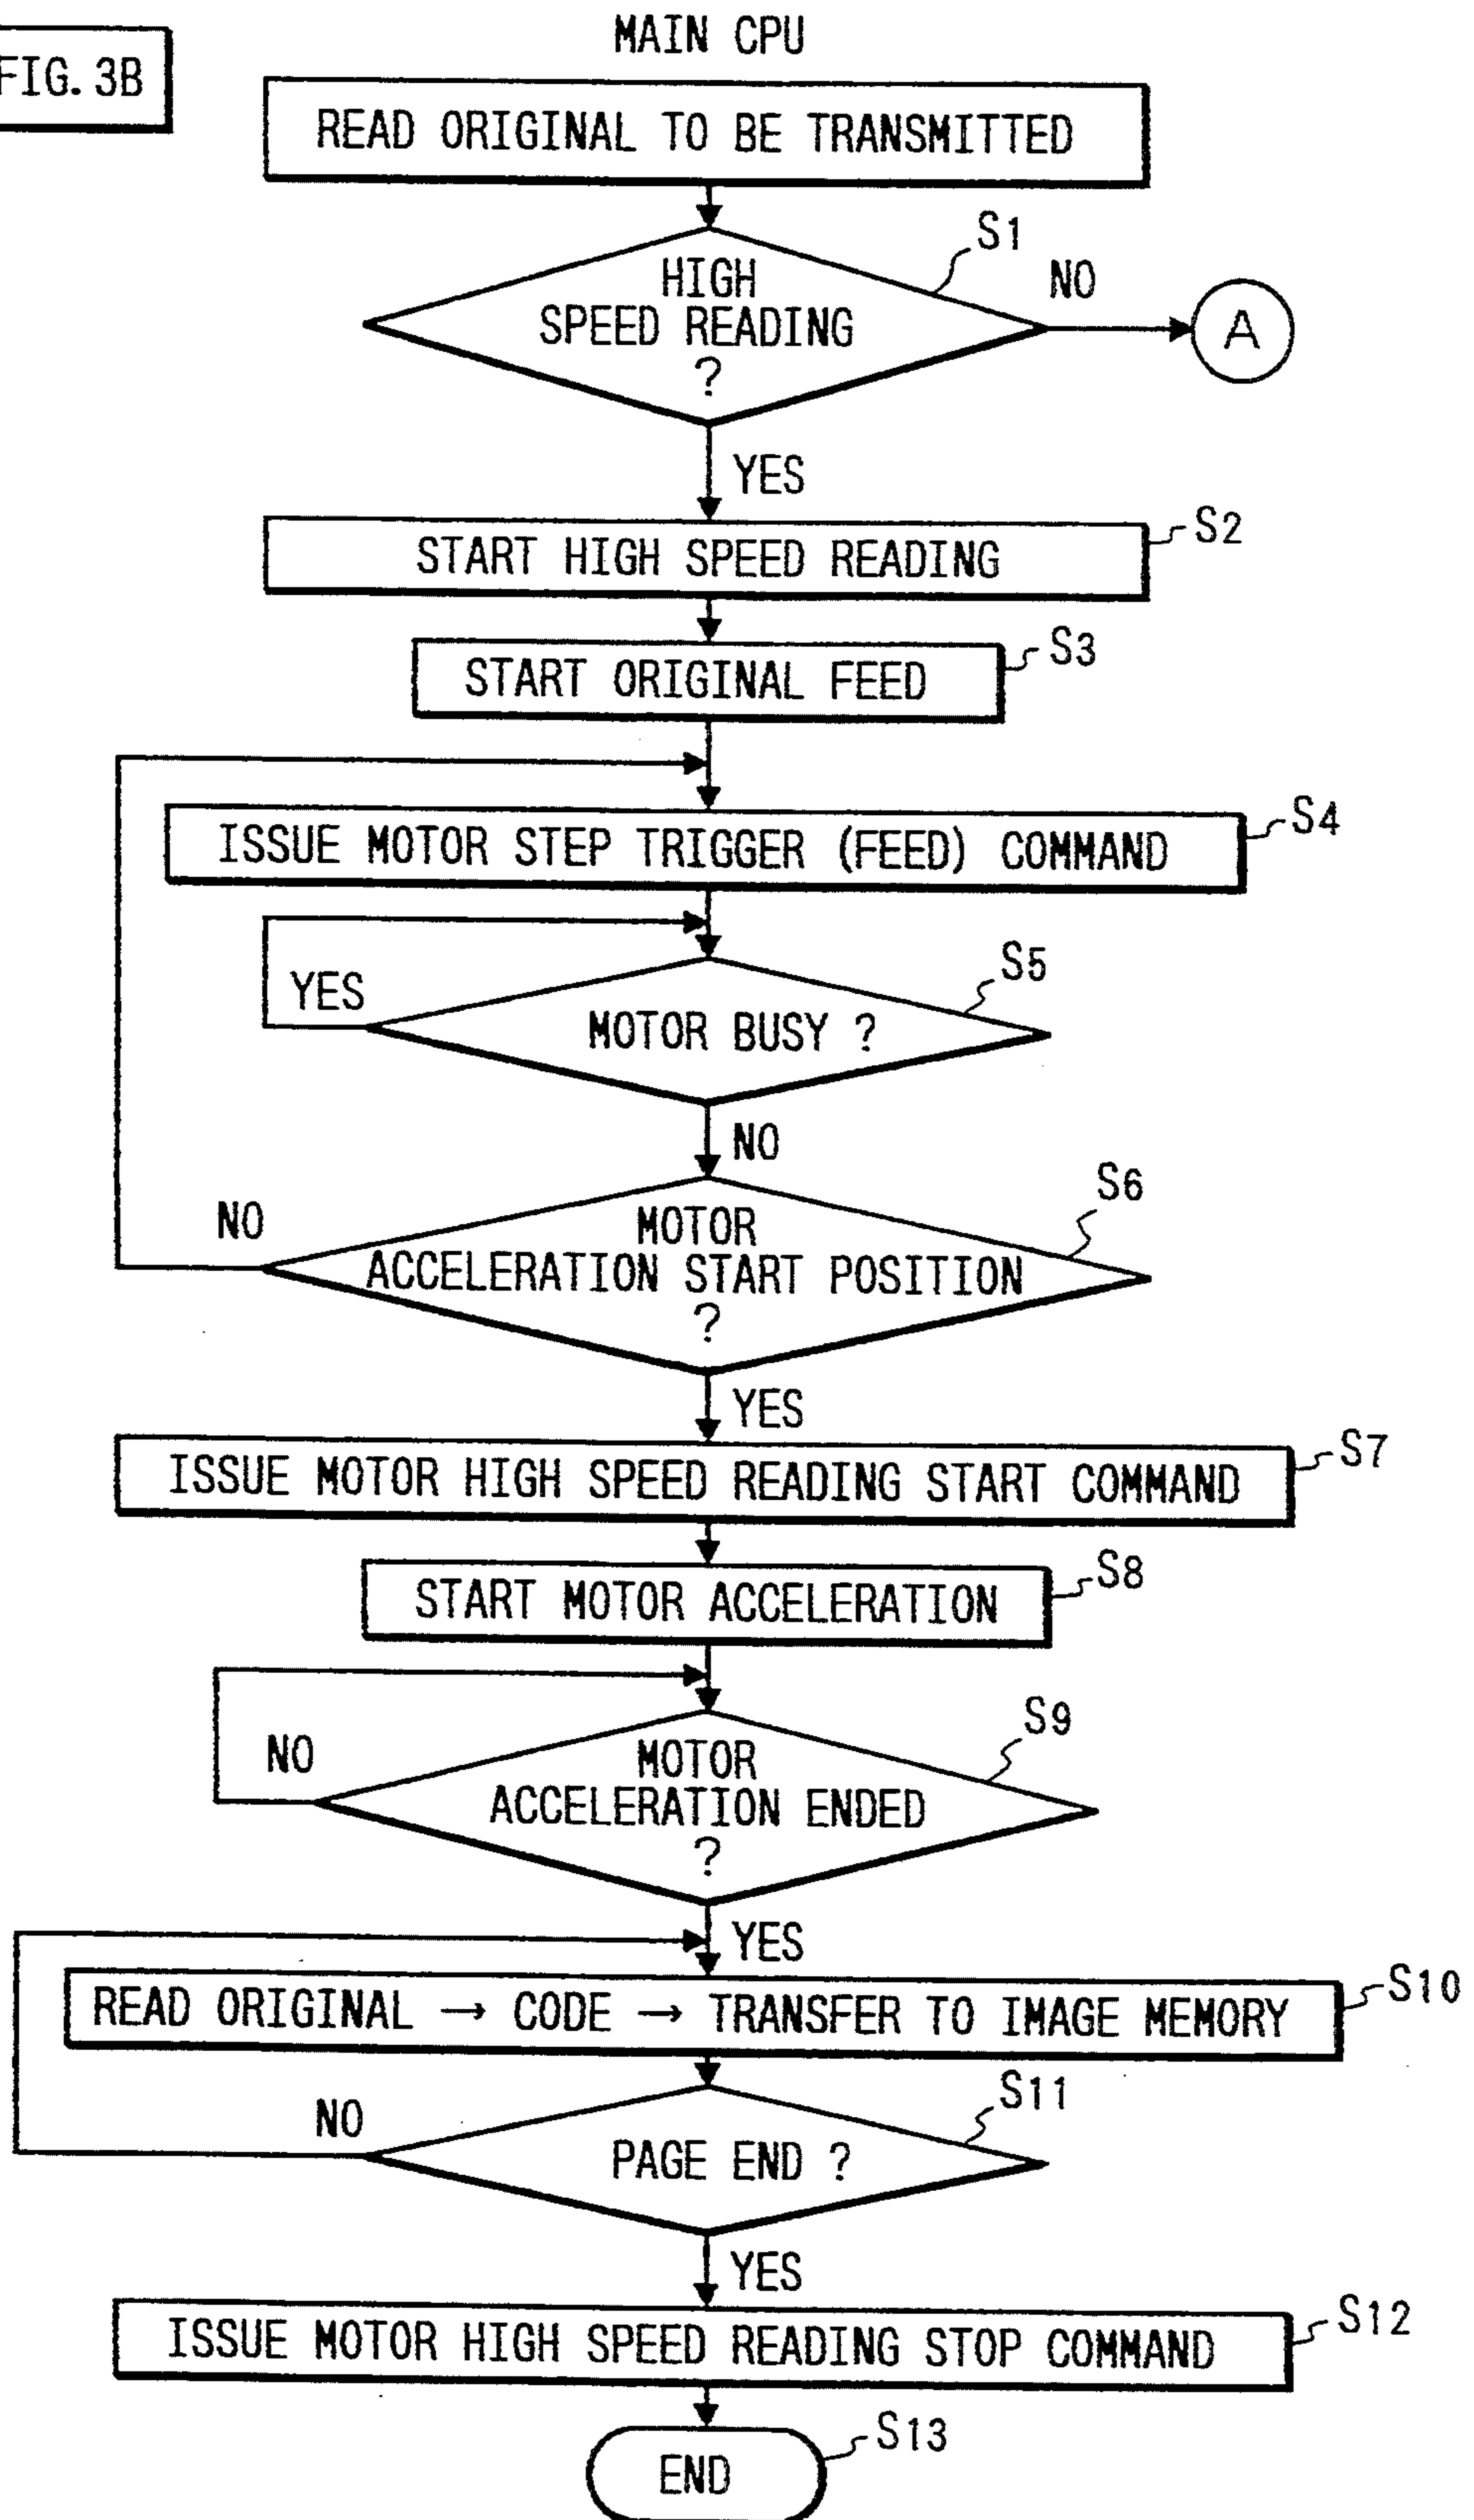 FIG. 3B
MAIN CPU
READ ORIGINAL TO BE TRANSMITTED
S1
HIGH
SPEED READING
?
NO
A
YES
START HIGH SPEED READING
S2
START ORIGINAL FEED
S3
ISSUE MOTOR STEP TRIGGER (FEED) COMMAND
S4
YES
MOTOR BUSY ?
S5
NO
S6
NO
MOTOR
ACCELERATION START POSITION
?
YES
ISSUE MOTOR HIGH SPEED READING START COMMAND
S7
START MOTOR ACCELERATION
S8
S9
NO
MOTOR
ACCELERATION ENDED
?
YES
READ ORIGINAL → CODE → TRANSFER TO IMAGE MEMORY
S10
S11
NO
PAGE END ?
YES
ISSUE MOTOR HIGH SPEED READING STOP COMMAND
S12
END
S13